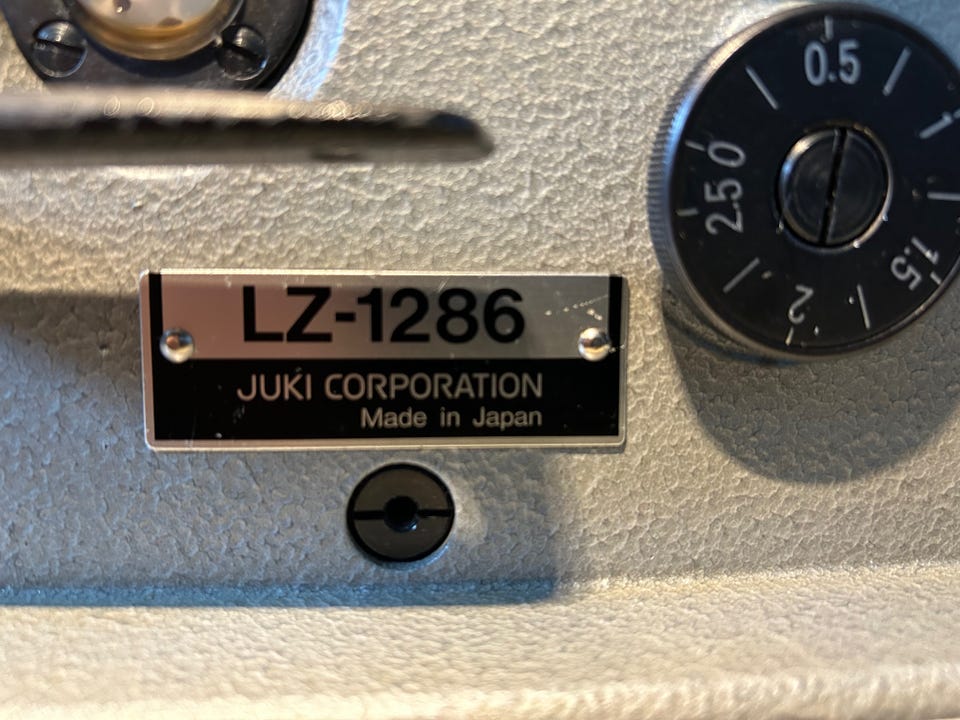 LZ-1286
JUKI CORPORATION
Made in Japan
0
0.5
1
1.5
2
2.5